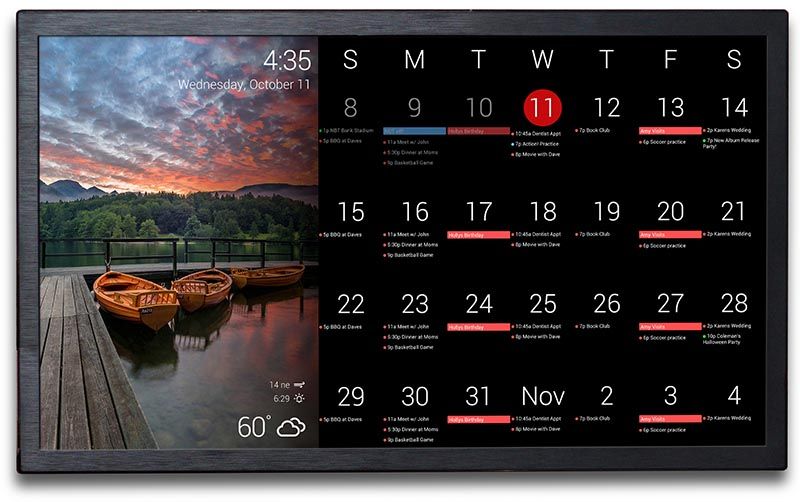 4:35
Wednesday, October 11
14 ne
6:29
60°
S M T W T F S
8 9 10 11 12 13 14
1p NBT Bank Stadium
5p BBQ at Daves
11a Meet w/ John
5:30p Dinner at Moms
9p Basketball Game
Hollys Birthday
10:45a Dentist Appt
7p Action! Practice
8p Movie with Dave
7p Book Club
Amy Visits
6p Soccer practice
2p Karens Wedding
7p New Album Release
Party!
15 16 17 18 19 20 21
5p BBQ at Daves
11a Meet w/ John
5:30p Dinner at Moms
9p Basketball Game
Hollys Birthday
10:45a Dentist Appt
8p Movie with Dave
7p Book Club
Amy Visits
6p Soccer practice
2p Karens Wedding
22 23 24 25 26 27 28
5p BBQ at Daves
11a Meet w/ John
5:30p Dinner at Moms
9p Basketball Game
Hollys Birthday
10:45a Dentist Appt
8p Movie with Dave
7p Book Club
Amy Visits
6p Soccer practice
2p Karens Wedding
10p Coleman's
Halloween Party
29 30 31 Nov 2 3 4
5p BBQ at Daves
11a Meet w/ John
5:30p Dinner at Moms
9p Basketball Game
Hollys Birthday
10:45a Dentist Appt
8p Movie with Dave
7p Book Club
Amy Visits
6p Soccer practice
2p Karens Wedding